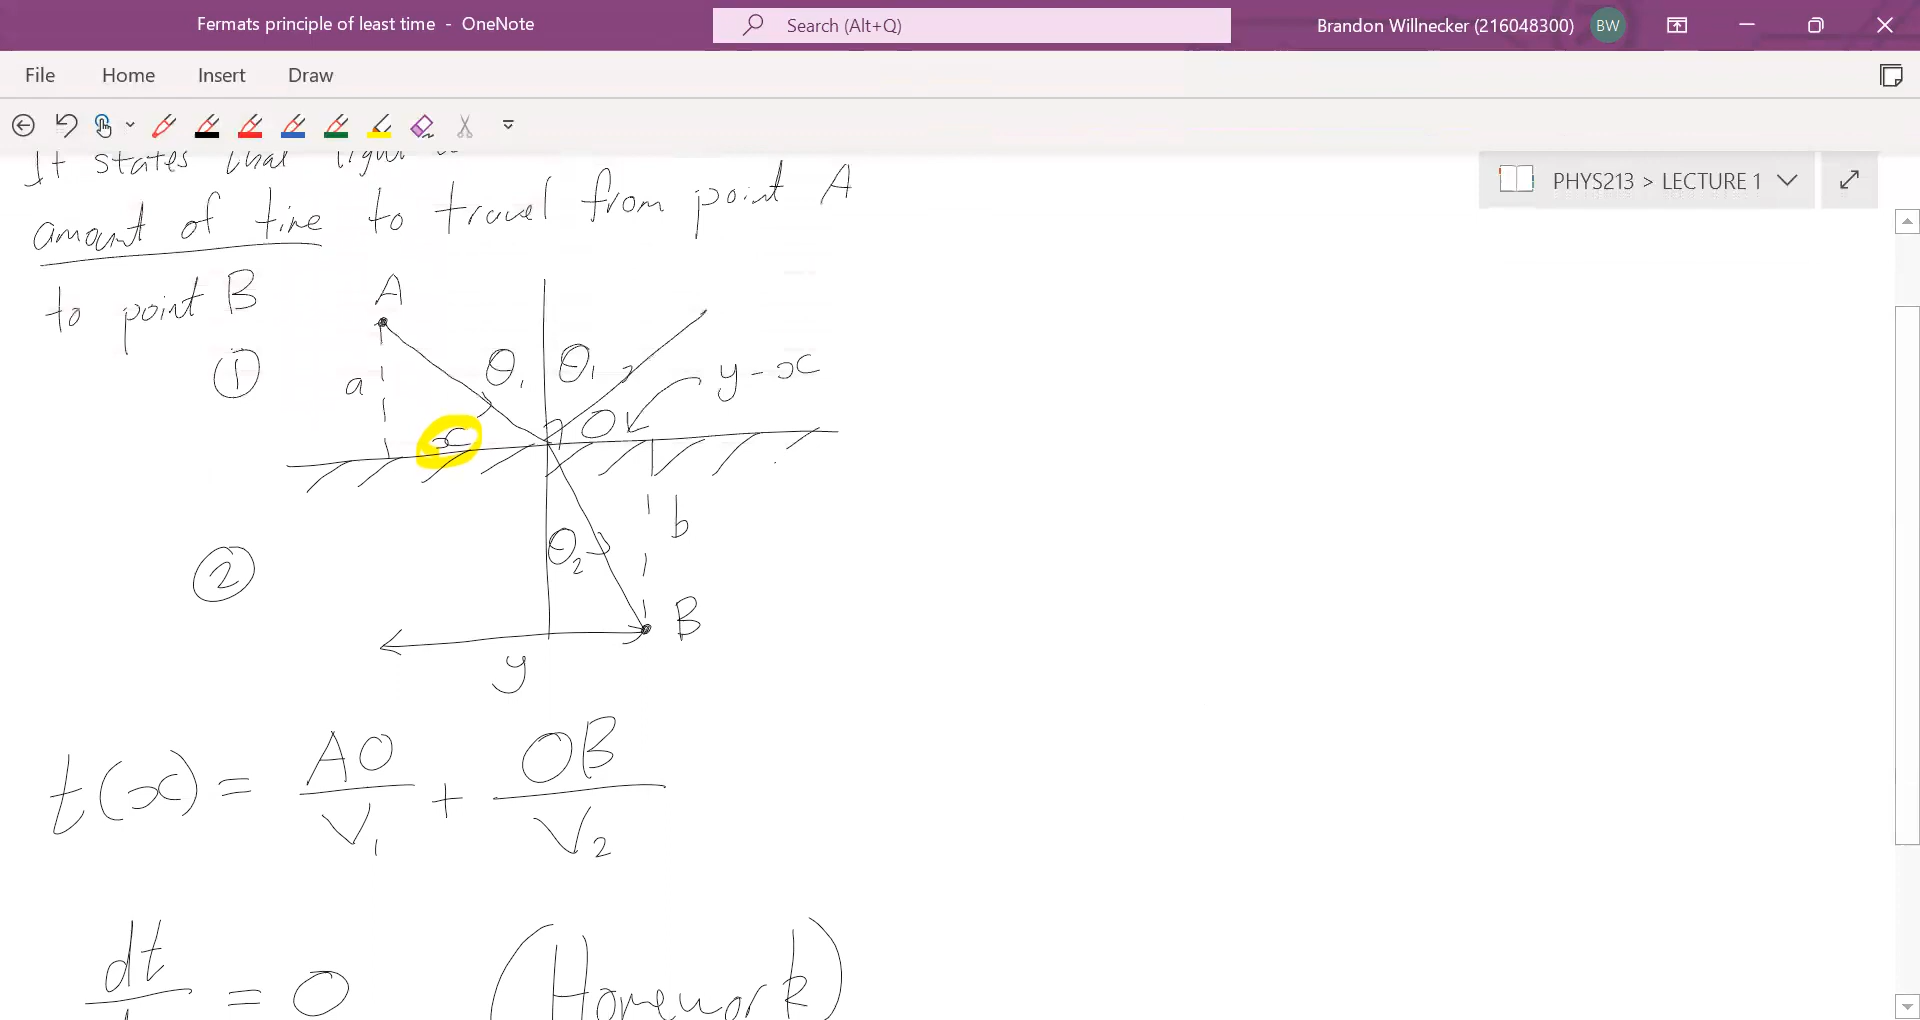 Fermats principle of least time - OneNote
Search (Alt+Q)
Brandon Willnecker (216048300) BW
File Home Insert Draw
PHYS213 > LECTURE 1
It states that light
amount of time to travel from point A
to point B
A
①
a
θ₁ θ₁
y-x
x
O
b
②
θ₂
B
y
t(x) = AO/V₁ + OB/V₂
dt = 0 (Homework)